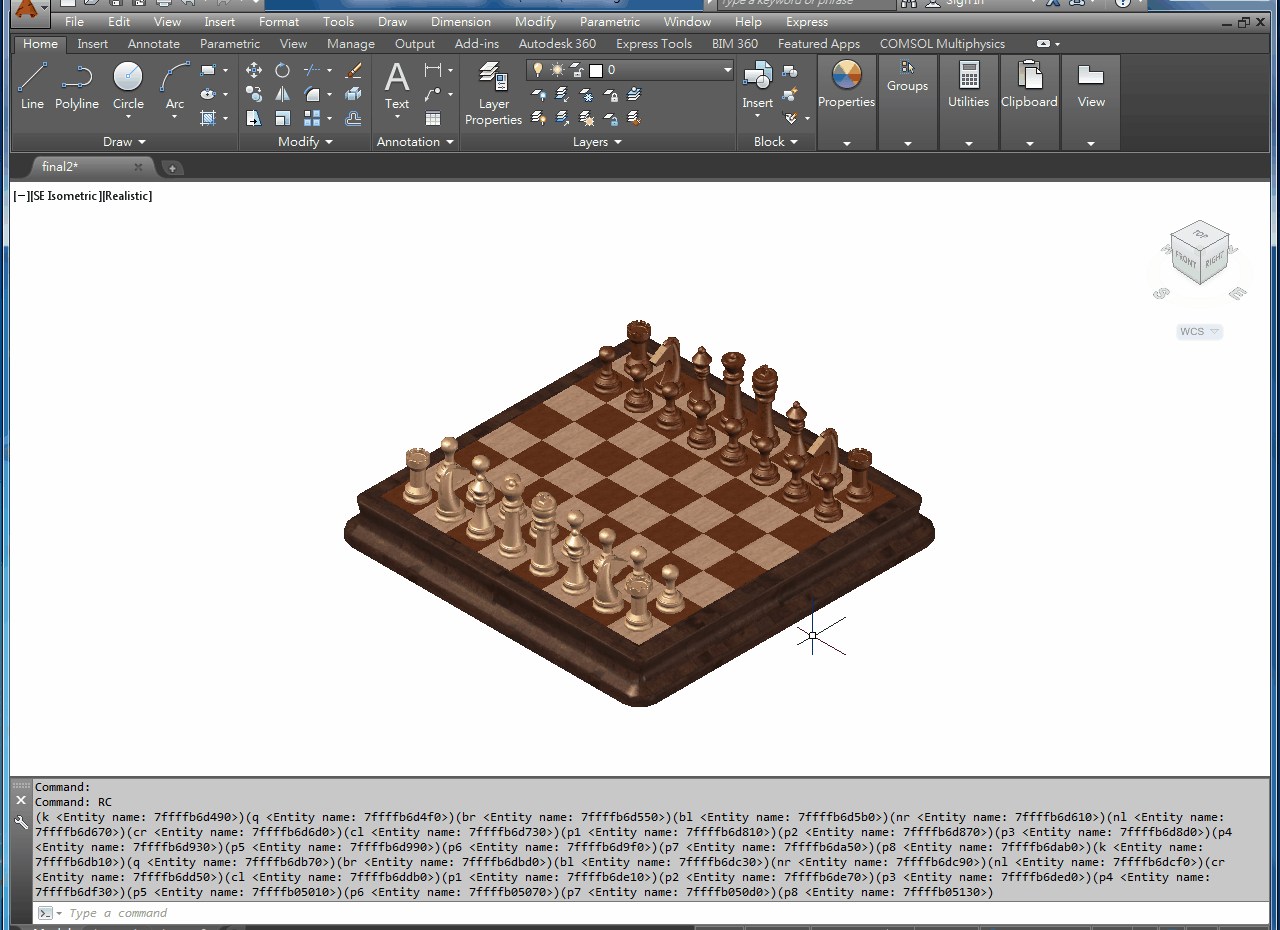 Type a keyword or phrase Sign In
File Edit View Insert Format Tools Draw Dimension Modify Parametric Window Help Express
Home Insert Annotate Parametric View Manage Output Add-ins Autodesk 360 Express Tools BIM 360 Featured Apps COMSOL Multiphysics
0
Line Polyline Circle Arc Text Layer Properties Insert Properties Groups Utilities Clipboard View
Draw Modify Annotation Layers Block
final2*
[−][SE Isometric][Realistic]
TOP
FRONT RIGHT
S E
WCS
Command:
Command: RC
(k <Entity name: 7ffffb6d490>)(q <Entity name: 7ffffb6d4f0>)(br <Entity name: 7ffffb6d550>)(bl <Entity name: 7ffffb6d5b0>)(nr <Entity name: 7ffffb6d610>)(nl <Entity name:
7ffffb6d670>)(cr <Entity name: 7ffffb6d6d0>)(cl <Entity name: 7ffffb6d730>)(p1 <Entity name: 7ffffb6d810>)(p2 <Entity name: 7ffffb6d870>)(p3 <Entity name: 7ffffb6d8d0>)(p4
<Entity name: 7ffffb6d930>)(p5 <Entity name: 7ffffb6d990>)(p6 <Entity name: 7ffffb6d9f0>)(p7 <Entity name: 7ffffb6da50>)(p8 <Entity name: 7ffffb6dab0>)(k <Entity name:
7ffffb6db10>)(q <Entity name: 7ffffb6db70>)(br <Entity name: 7ffffb6dbd0>)(bl <Entity name: 7ffffb6dc30>)(nr <Entity name: 7ffffb6dc90>)(nl <Entity name: 7ffffb6dcf0>)(cr
<Entity name: 7ffffb6dd50>)(cl <Entity name: 7ffffb6ddb0>)(p1 <Entity name: 7ffffb6de10>)(p2 <Entity name: 7ffffb6de70>)(p3 <Entity name: 7ffffb6ded0>)(p4 <Entity name:
7ffffb6df30>)(p5 <Entity name: 7ffffb05010>)(p6 <Entity name: 7ffffb05070>)(p7 <Entity name: 7ffffb050d0>)(p8 <Entity name: 7ffffb05130>)
Type a command